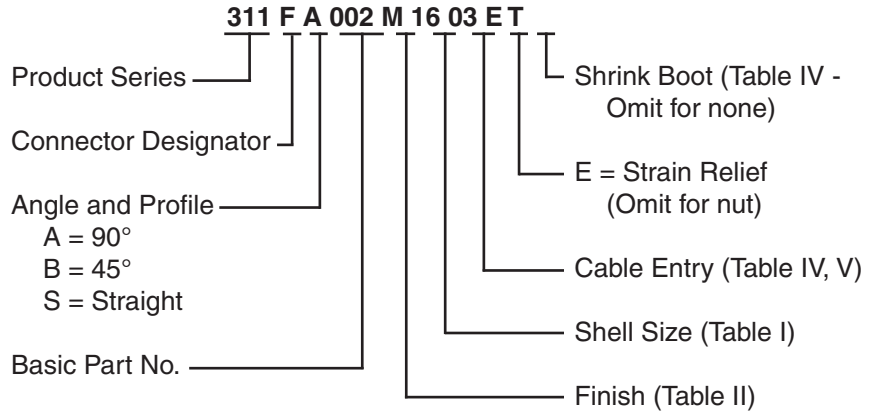 311 F A 002 M 16 03 E T
Product Series
Connector Designator
Angle and Profile
A = 90°
B = 45°
S = Straight
Basic Part No.
Shrink Boot (Table IV -
Omit for none)
E = Strain Relief
(Omit for nut)
Cable Entry (Table IV, V)
Shell Size (Table I)
Finish (Table II)